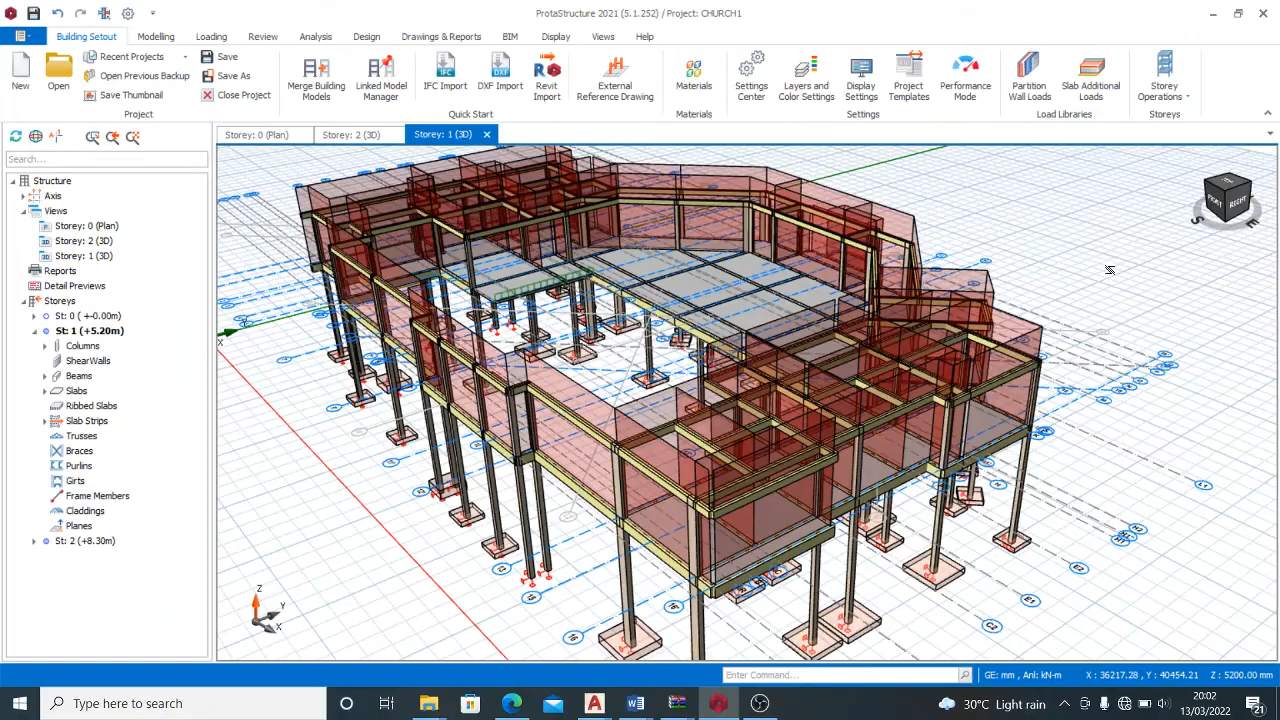 ProtaStructure 2021 (5.1.252) / Project: CHURCH1
Building Setout
Modelling
Loading
Review
Analysis
Design
Drawings & Reports
BIM
Display
Views
Help
New
Open
Recent Projects
Open Previous Backup
Save Thumbnail
Save
Save As
Close Project
Merge Building Models
Linked Model Manager
IFC Import
DXF Import
Revit Import
External Reference Drawing
Materials
Settings Center
Layers and Color Settings
Display Settings
Project Templates
Performance Mode
Partition Wall Loads
Slab Additional Loads
Storey Operations
Project
Quick Start
Materials
Settings
Load Libraries
Storeys
Storey: 0 (Plan)
Storey: 2 (3D)
Storey: 1 (3D)
Search...
Structure
Axis
Views
Storey: 0 (Plan)
Storey: 2 (3D)
Storey: 1 (3D)
Reports
Detail Previews
Storeys
St: 0 (+-0.00m)
St: 1 (+5.20m)
Columns
ShearWalls
Beams
Slabs
Ribbed Slabs
Slab Strips
Trusses
Braces
Purlins
Girts
Frame Members
Claddings
Planes
St: 2 (+8.30m)
RIGHT
S
E
X
Z
Y
X
E2
E1
C2
16
Enter Command...
GE: mm , Anl: kN-m
X : 36217.28
Y : 40454.21
Z : 5200.00 mm
Type here to search
30°C Light rain
20:02
13/03/2022
21